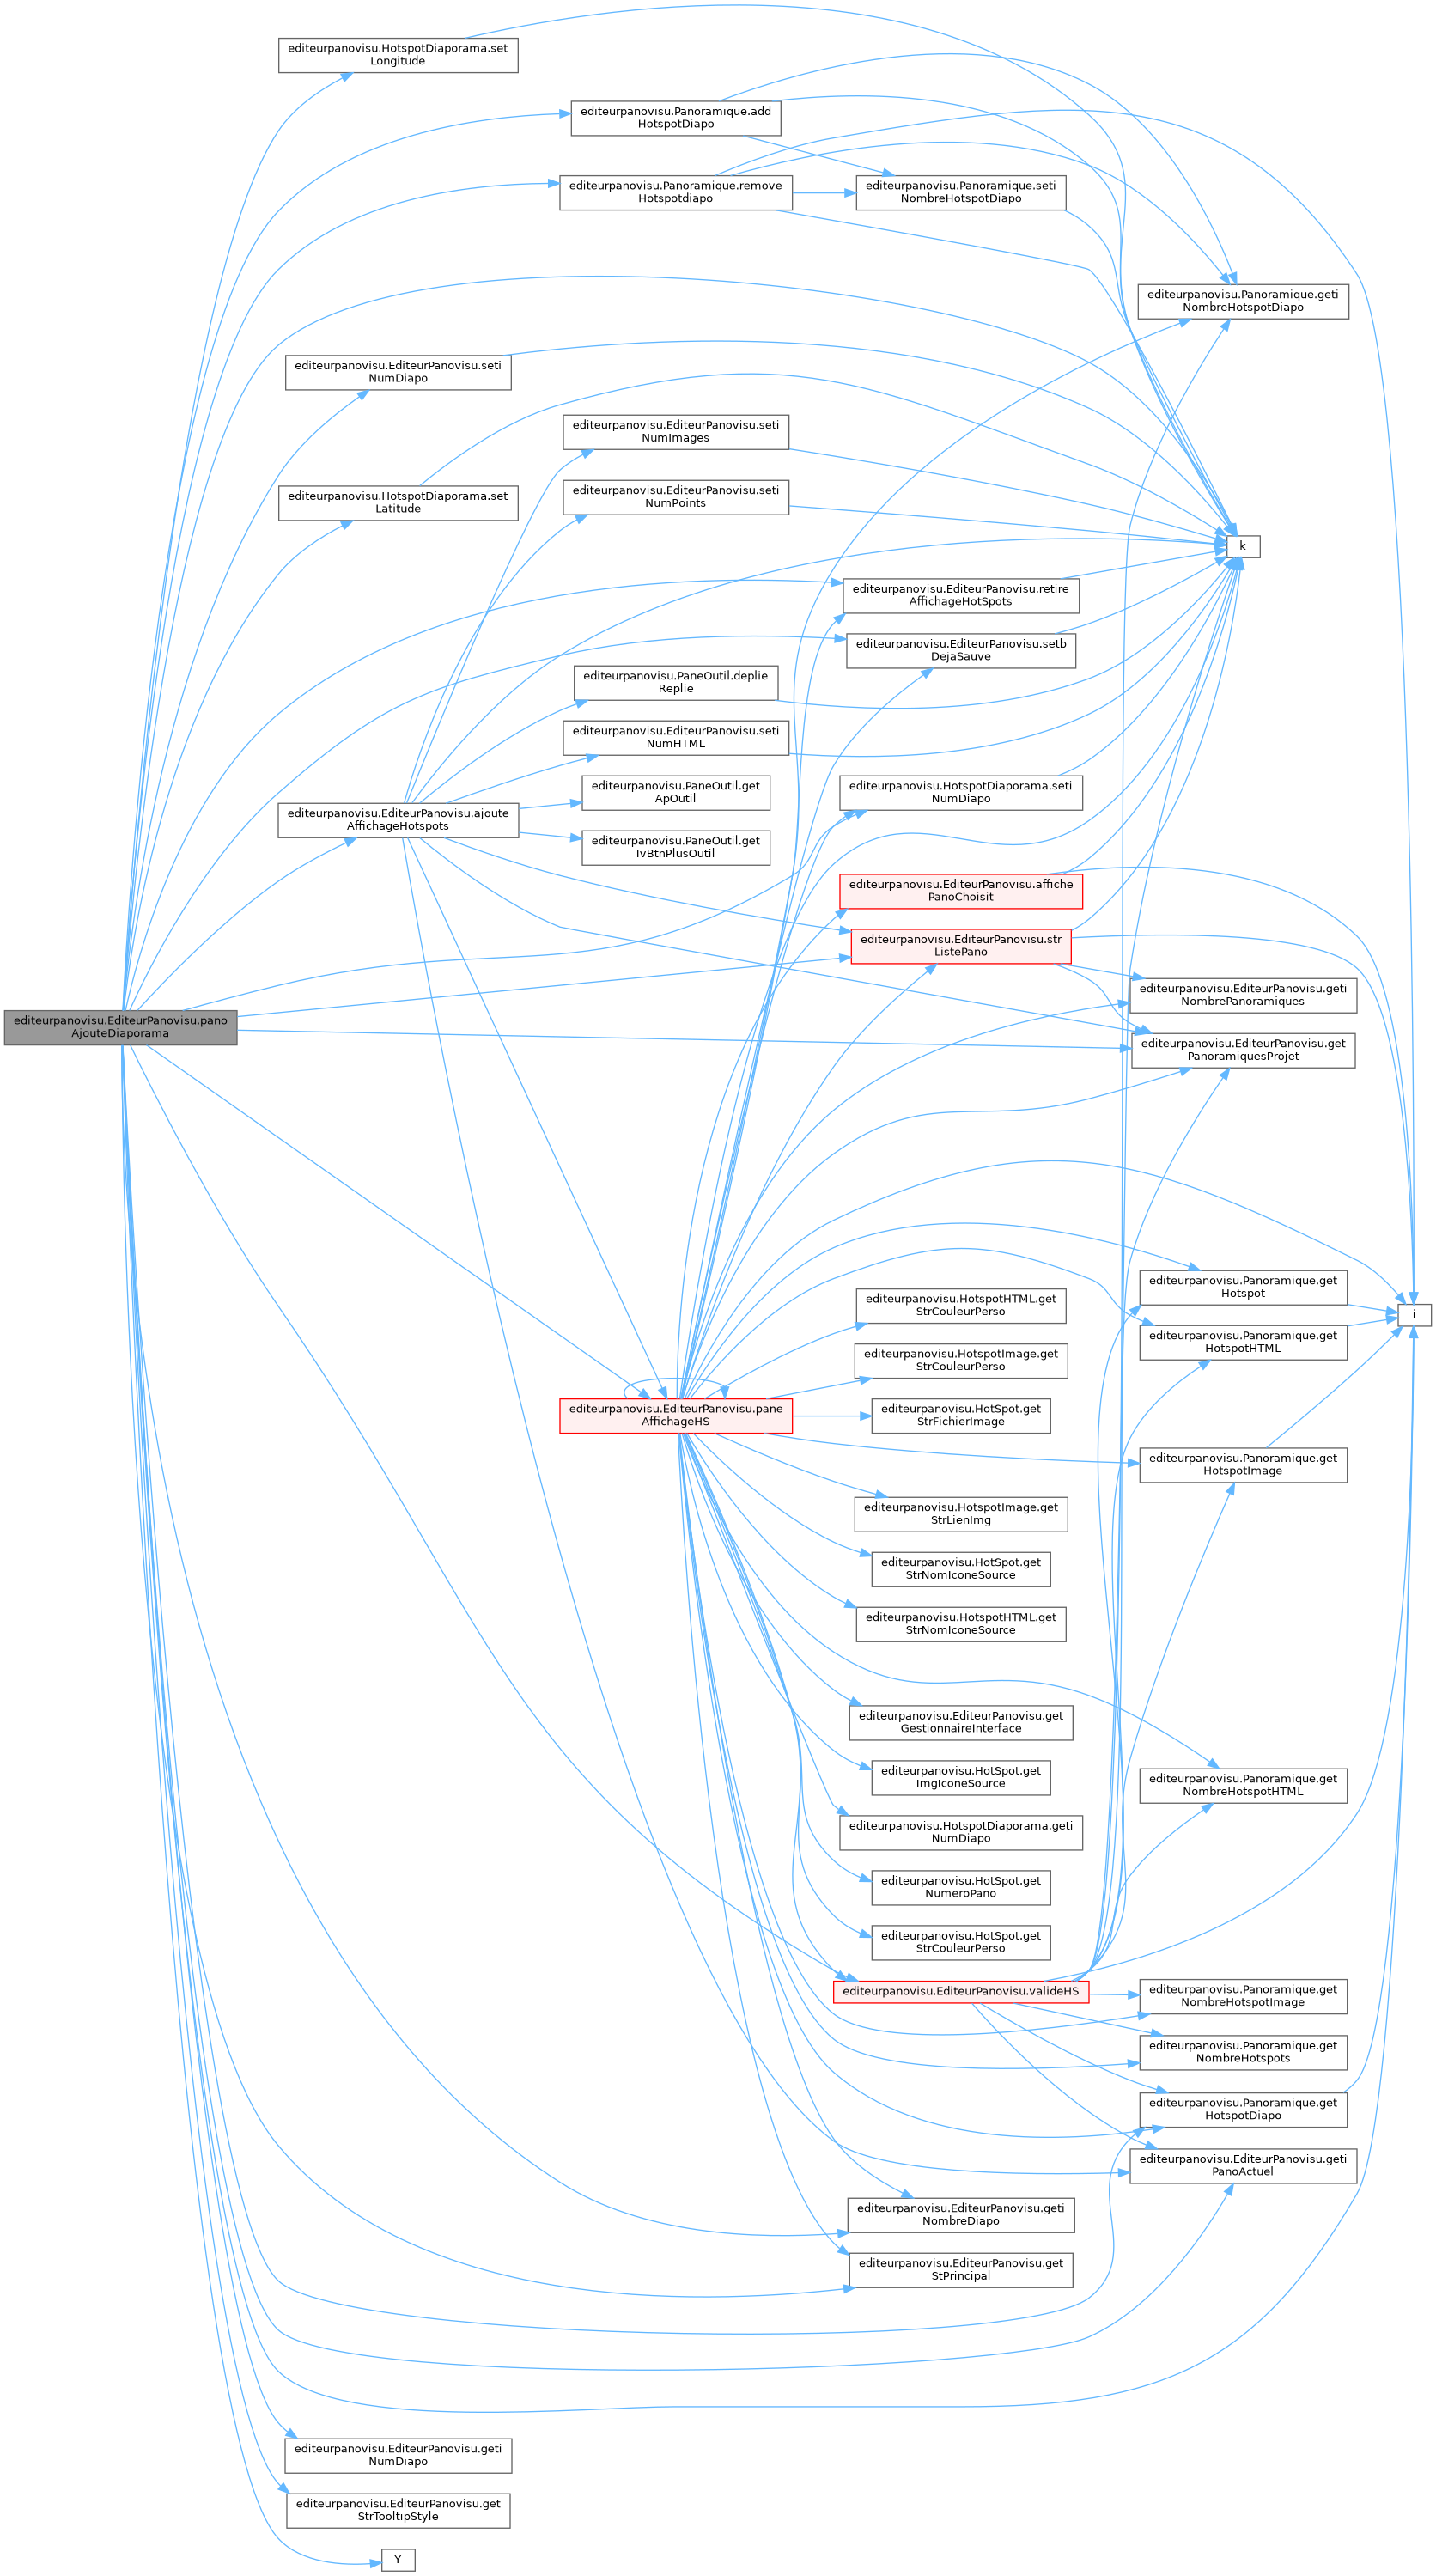 editeurpanovisu.HotspotDiaporama.set
Longitude
editeurpanovisu.Panoramique.add
HotspotDiapo
editeurpanovisu.Panoramique.remove
Hotspotdiapo
editeurpanovisu.Panoramique.seti
NombreHotspotDiapo
editeurpanovisu.Panoramique.geti
NombreHotspotDiapo
editeurpanovisu.EditeurPanovisu.seti
NumDiapo
editeurpanovisu.EditeurPanovisu.seti
NumImages
editeurpanovisu.HotspotDiaporama.set
Latitude
editeurpanovisu.EditeurPanovisu.seti
NumPoints
k
editeurpanovisu.EditeurPanovisu.retire
AffichageHotSpots
editeurpanovisu.EditeurPanovisu.setb
DejaSauve
editeurpanovisu.PaneOutil.deplie
Replie
editeurpanovisu.EditeurPanovisu.seti
NumHTML
editeurpanovisu.PaneOutil.get
ApOutil
editeurpanovisu.HotspotDiaporama.seti
NumDiapo
editeurpanovisu.EditeurPanovisu.ajoute
AffichageHotspots
editeurpanovisu.PaneOutil.get
IvBtnPlusOutil
editeurpanovisu.EditeurPanovisu.affiche
PanoChoisit
editeurpanovisu.EditeurPanovisu.str
ListePano
editeurpanovisu.EditeurPanovisu.geti
NombrePanoramiques
editeurpanovisu.EditeurPanovisu.pano
AjouteDiaporama
editeurpanovisu.EditeurPanovisu.get
PanoramiquesProjet
editeurpanovisu.Panoramique.get
Hotspot
editeurpanovisu.HotspotHTML.get
StrCouleurPerso
i
editeurpanovisu.Panoramique.get
HotspotHTML
editeurpanovisu.HotspotImage.get
StrCouleurPerso
editeurpanovisu.EditeurPanovisu.pane
AffichageHS
editeurpanovisu.HotSpot.get
StrFichierImage
editeurpanovisu.Panoramique.get
HotspotImage
editeurpanovisu.HotspotImage.get
StrLienImg
editeurpanovisu.HotSpot.get
StrNomIconeSource
editeurpanovisu.HotspotHTML.get
StrNomIconeSource
editeurpanovisu.EditeurPanovisu.get
GestionnaireInterface
editeurpanovisu.HotSpot.get
ImgIconeSource
editeurpanovisu.Panoramique.get
NombreHotspotHTML
editeurpanovisu.HotspotDiaporama.geti
NumDiapo
editeurpanovisu.HotSpot.get
NumeroPano
editeurpanovisu.HotSpot.get
StrCouleurPerso
editeurpanovisu.EditeurPanovisu.valideHS
editeurpanovisu.Panoramique.get
NombreHotspotImage
editeurpanovisu.Panoramique.get
NombreHotspots
editeurpanovisu.Panoramique.get
HotspotDiapo
editeurpanovisu.EditeurPanovisu.geti
PanoActuel
editeurpanovisu.EditeurPanovisu.geti
NombreDiapo
editeurpanovisu.EditeurPanovisu.get
StPrincipal
editeurpanovisu.EditeurPanovisu.geti
NumDiapo
editeurpanovisu.EditeurPanovisu.get
StrTooltipStyle
Y